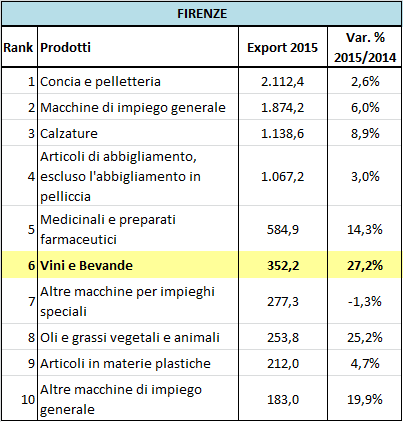 FIRENZE
Rank Prodotti Export 2015 Var. % 2015/2014
1 Concia e pelletteria 2.112,4 2,6%
2 Macchine di impiego generale 1.874,2 6,0%
3 Calzature 1.138,6 8,9%
4 Articoli di abbigliamento, escluso l'abbigliamento in pelliccia 1.067,2 3,0%
5 Medicinali e preparati farmaceutici 584,9 14,3%
6 Vini e Bevande 352,2 27,2%
7 Altre macchine per impieghi speciali 277,3 -1,3%
8 Oli e grassi vegetali e animali 253,8 25,2%
9 Articoli in materie plastiche 212,0 4,7%
10 Altre macchine di impiego generale 183,0 19,9%